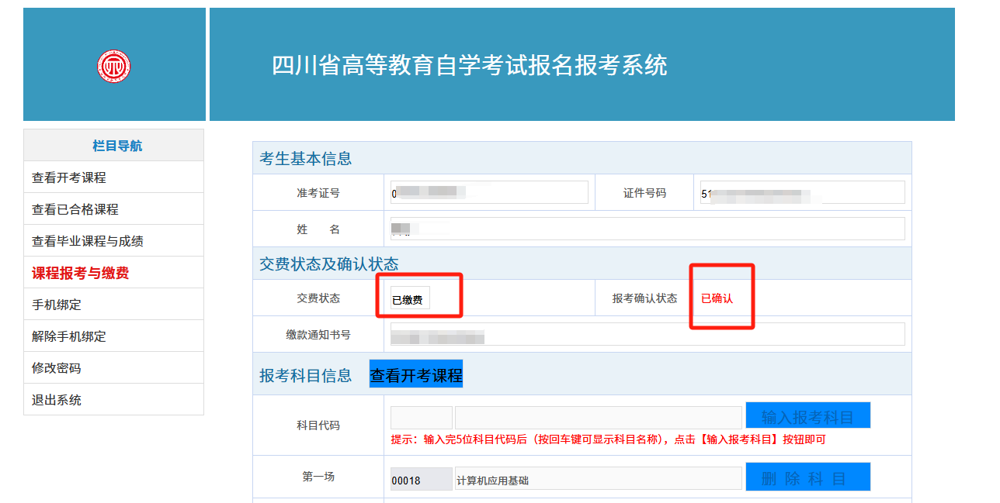 四川省高等教育自学考试报名报考系统
栏目导航
查看开考课程
查看已合格课程
查看毕业课程与成绩
课程报考与缴费
手机绑定
解除手机绑定
修改密码
退出系统
考生基本信息
准考证号 0 证件号码 51
姓 名
交费状态及确认状态
交费状态 已缴费 报考确认状态 已确认
缴款通知书号
报考科目信息 查看开考课程
科目代码 输入报考科目
提示：输入完5位科目代码后（按回车键可显示科目名称），点击【输入报考科目】按钮即可
第一场 00018 计算机应用基础 删 除 科 目